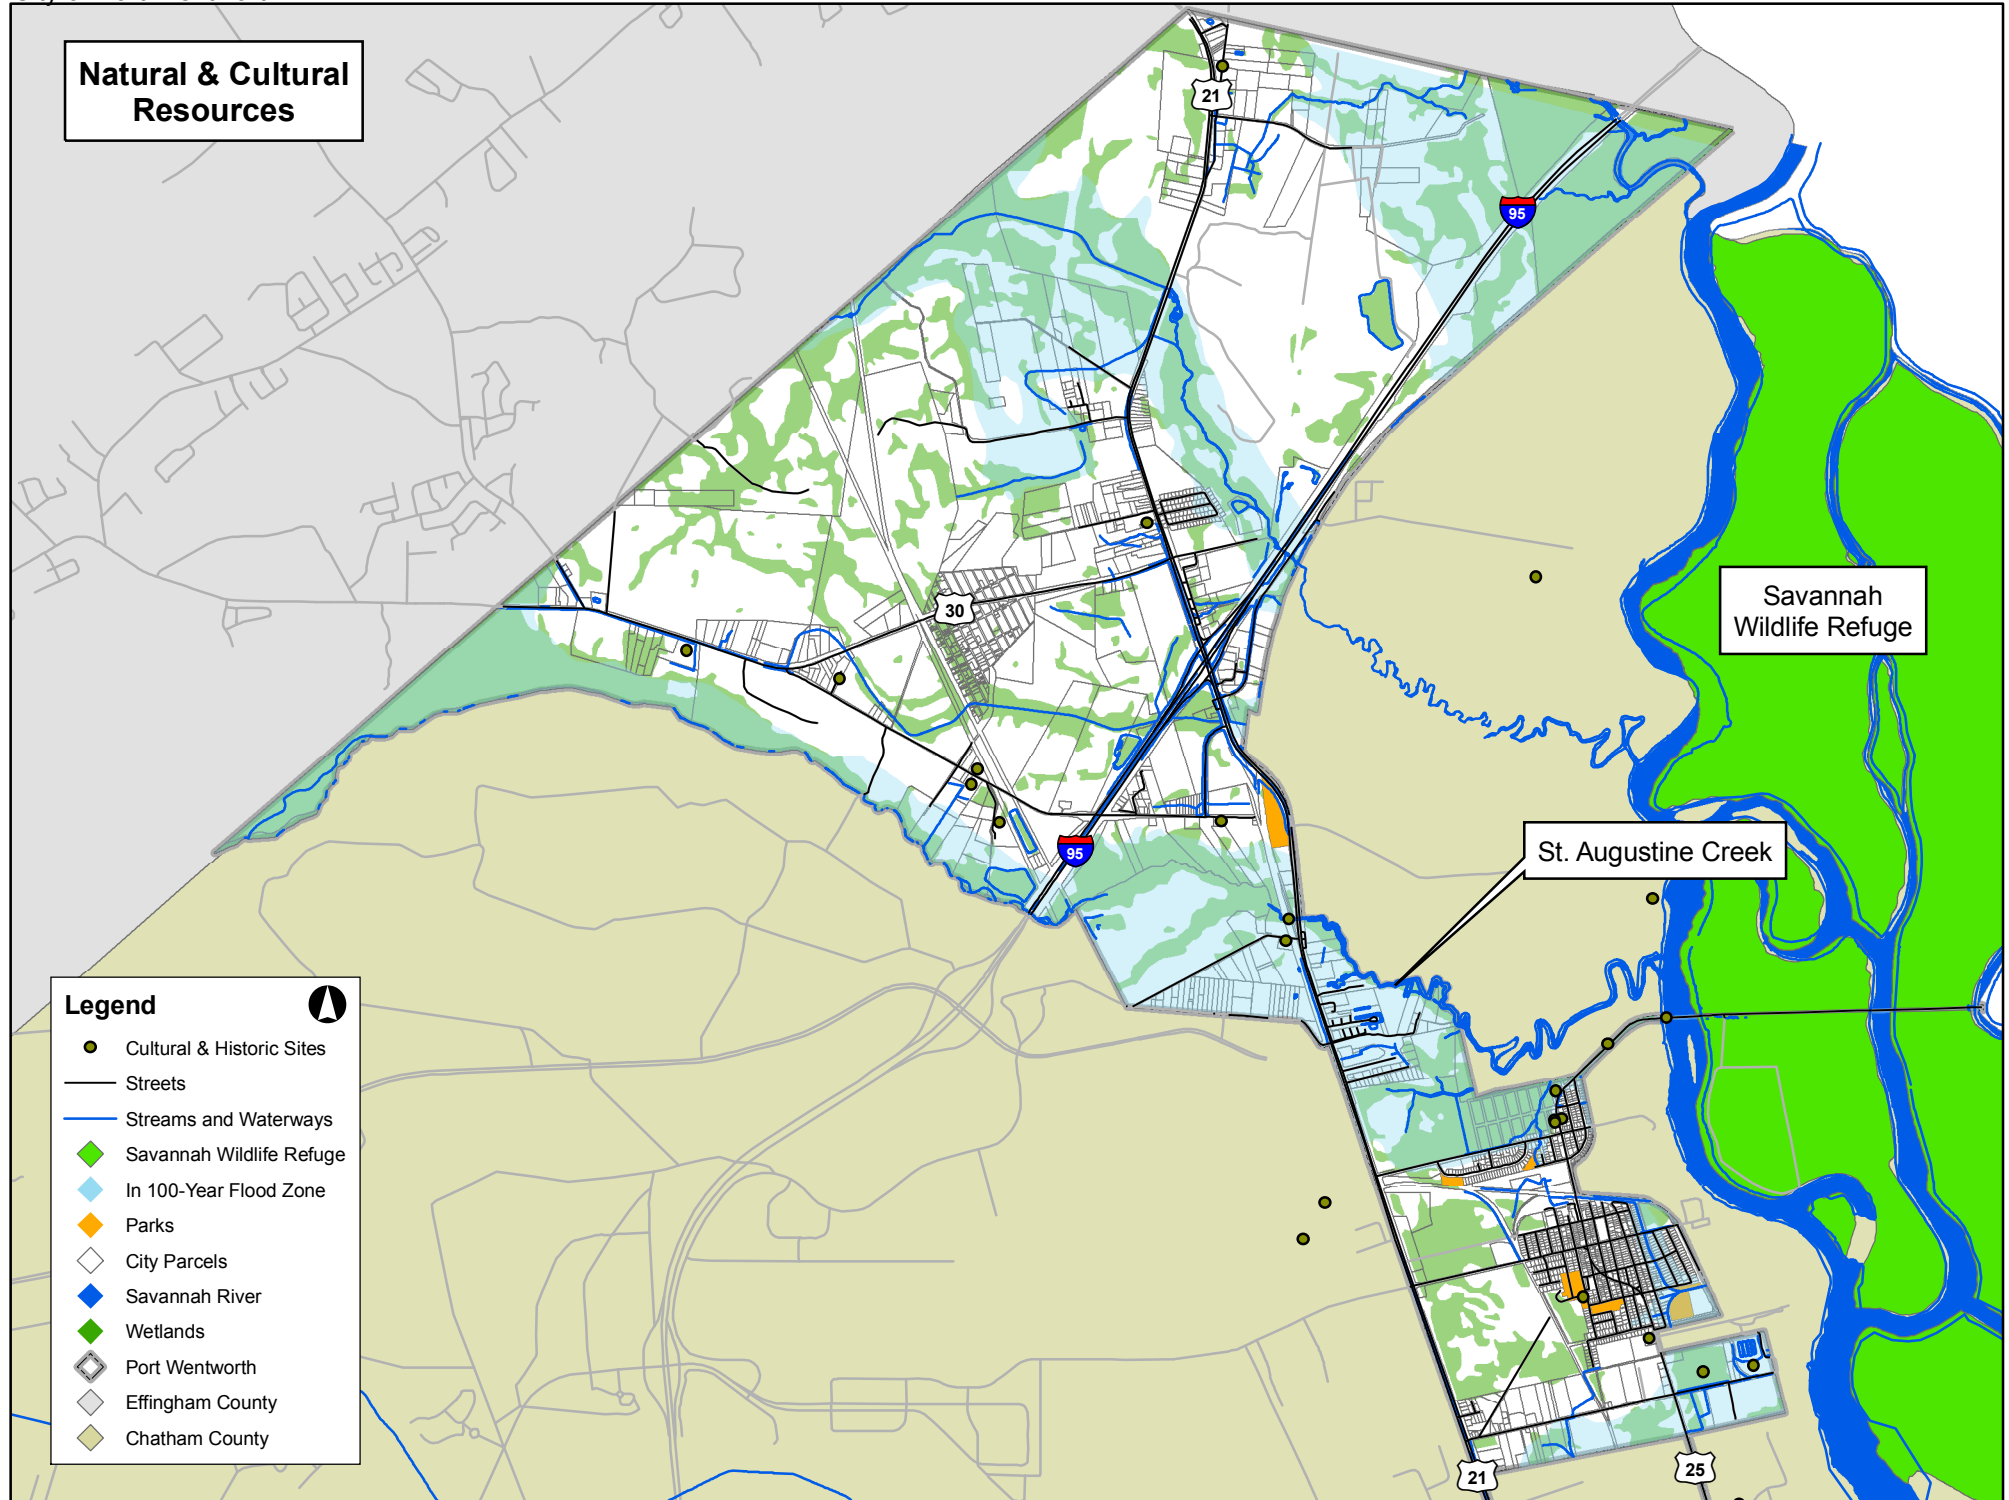 Natural & Cultural
Resources
21
95
30
95
Savannah
Wildlife Refuge
St. Augustine Creek
Legend
Cultural & Historic Sites
Streets
Streams and Waterways
Savannah Wildlife Refuge
In 100-Year Flood Zone
Parks
City Parcels
Savannah River
Wetlands
Port Wentworth
Effingham County
Chatham County
21
25